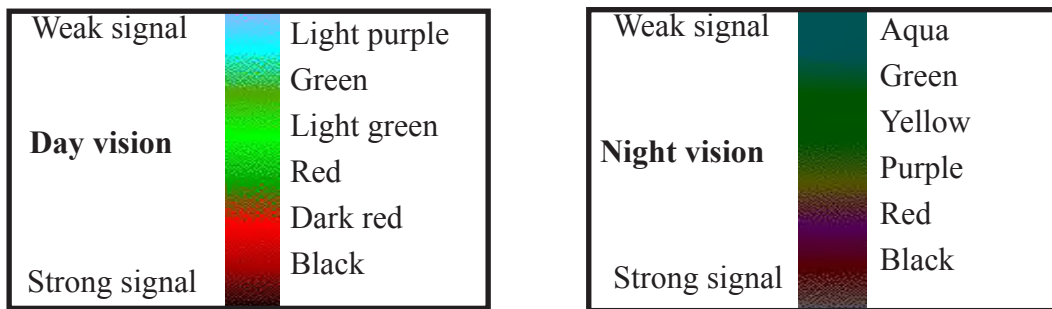 Weak signal
Light purple
Green
Light green
Day vision
Red
Dark red
Black
Strong signal
Weak signal
Aqua
Green
Yellow
Night vision
Purple
Red
Black
Strong signal